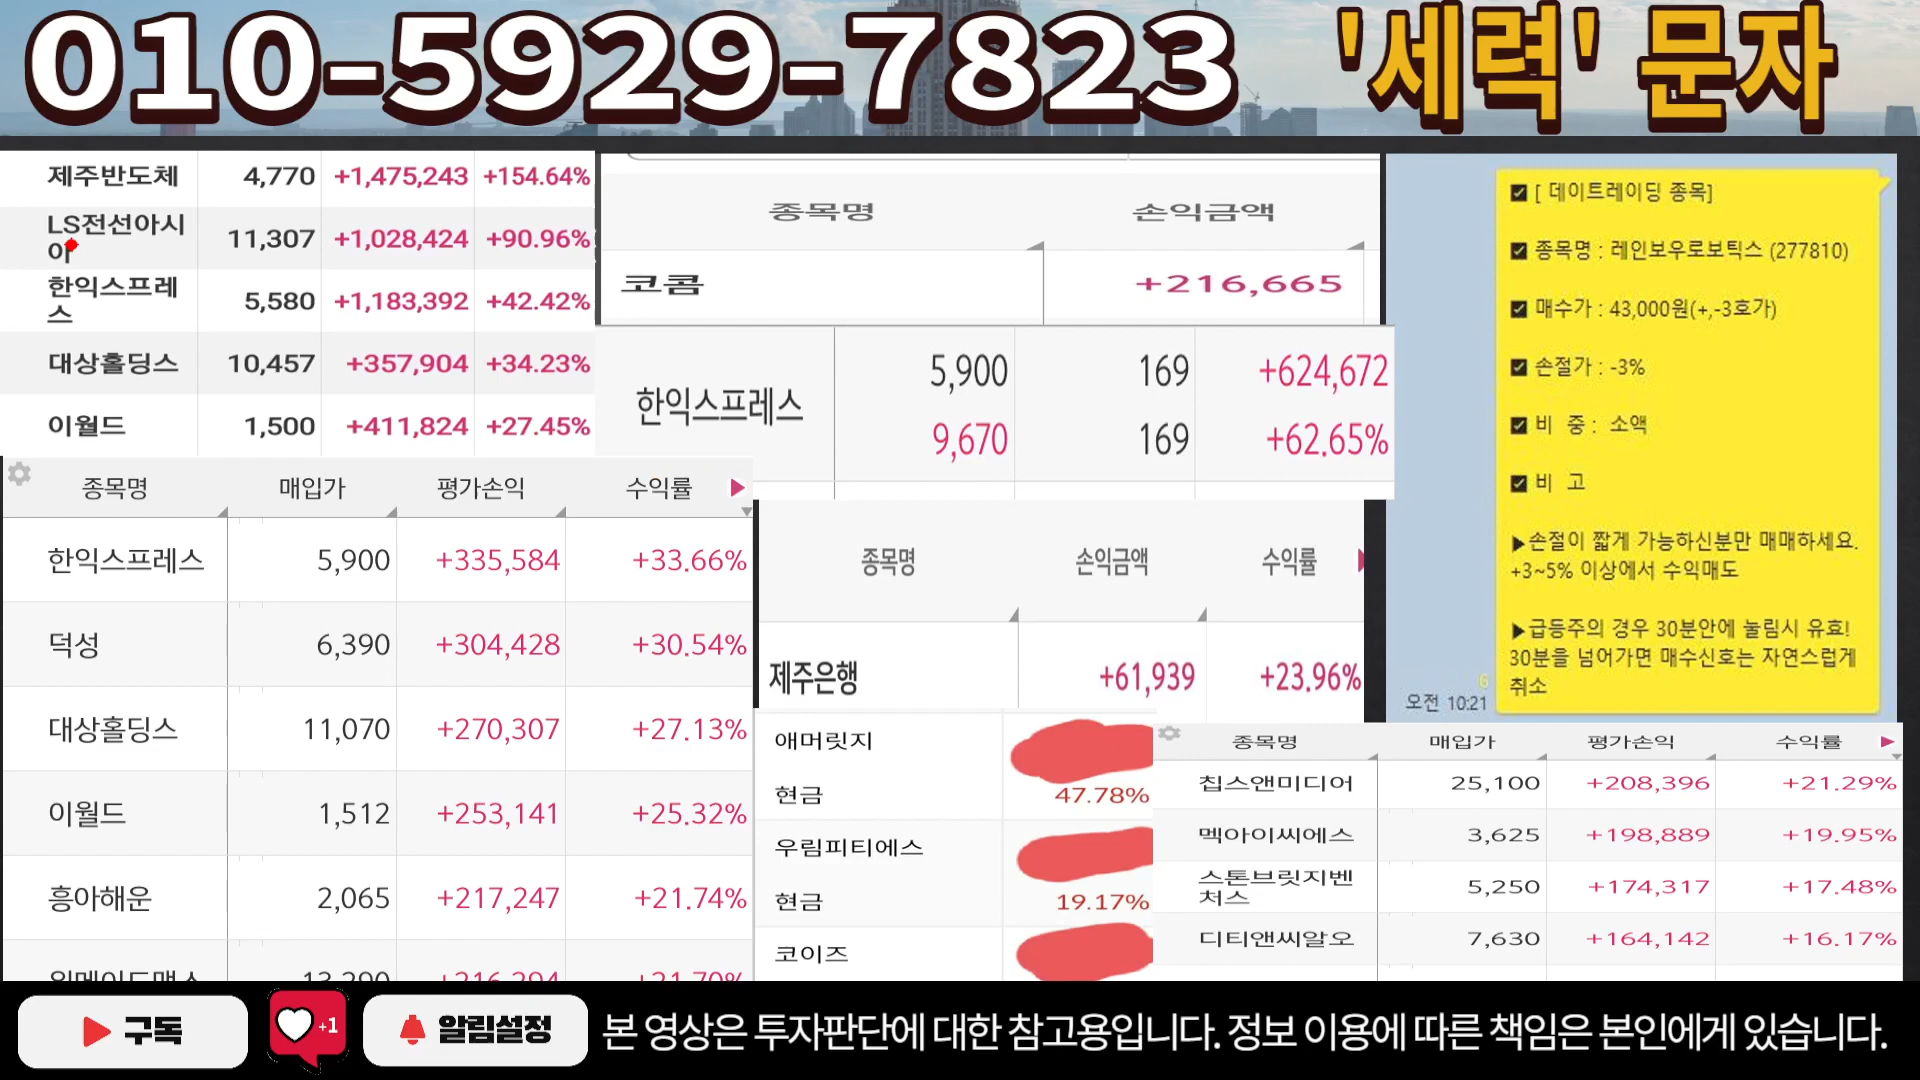 010-5929-7823 '세력' 문자
제주반도체 4,770 +1,475,243 +154.64%
LS전선아시아 11,307 +1,028,424 +90.96%
한익스프레스 5,580 +1,183,392 +42.42%
대상홀딩스 10,457 +357,904 +34.23%
이월드 1,500 +411,824 +27.45%
종목명 손익금액
코콤 +216,665
한익스프레스 5,900 169 +624,672
9,670 169 +62.65%
종목명 매입가 평가손익 수익률
한익스프레스 5,900 +335,584 +33.66%
덕성 6,390 +304,428 +30.54%
대상홀딩스 11,070 +270,307 +27.13%
이월드 1,512 +253,141 +25.32%
흥아해운 2,065 +217,247 +21.74%
종목명 손익금액 수익률
제주은행 +61,939 +23.96%
애머릿지
현금 47.78%
우림피티에스
현금 19.17%
코이즈
[ 데이트레이딩 종목]
종목명 : 레인보우로보틱스 (277810)
매수가 : 43,000원(+,-3호가)
손절가 : -3%
비 중 : 소액
비 고
▶손절이 짧게 가능하신분만 매매하세요.
+3~5% 이상에서 수익매도
▶급등주의 경우 30분안에 눌림시 유효!
30분을 넘어가면 매수신호는 자연스럽게
취소
6
오전 10:21
종목명 매입가 평가손익 수익률
칩스앤미디어 25,100 +208,396 +21.29%
멕아이씨에스 3,625 +198,889 +19.95%
스톤브릿지벤처스 5,250 +174,317 +17.48%
디티앤씨알오 7,630 +164,142 +16.17%
구독 +1 알림설정 본 영상은 투자판단에 대한 참고용입니다. 정보 이용에 따른 책임은 본인에게 있습니다.